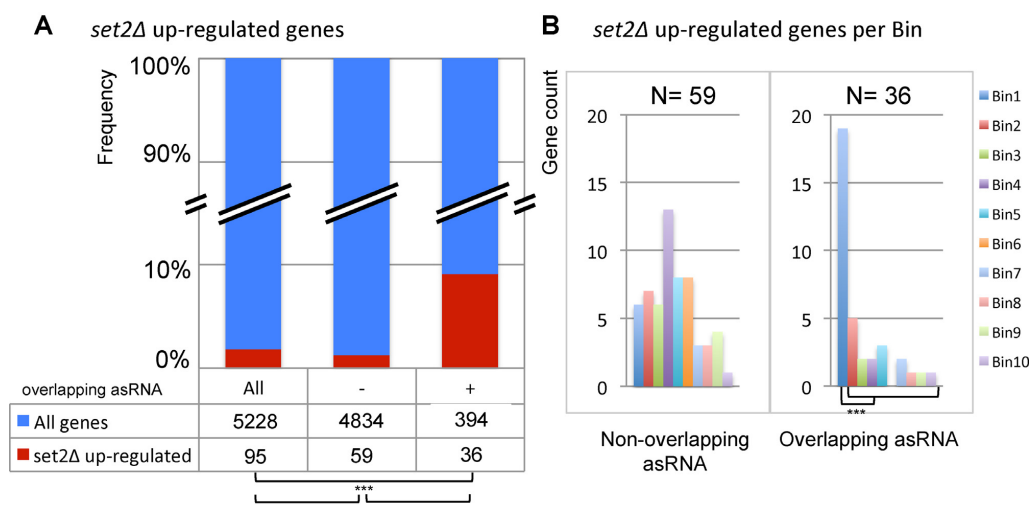 A
set2Δ up-regulated genes
Frequency
100%
90%
10%
0%
overlapping asRNA All - +
All genes 5228 4834 394
set2Δ up-regulated 95 59 36
***
B
set2Δ up-regulated genes per Bin
Gene count
N= 59
20
15
10
5
0
Non-overlapping
asRNA
N= 36
20
15
10
5
0
***
Overlapping asRNA
Bin1
Bin2
Bin3
Bin4
Bin5
Bin6
Bin7
Bin8
Bin9
Bin10